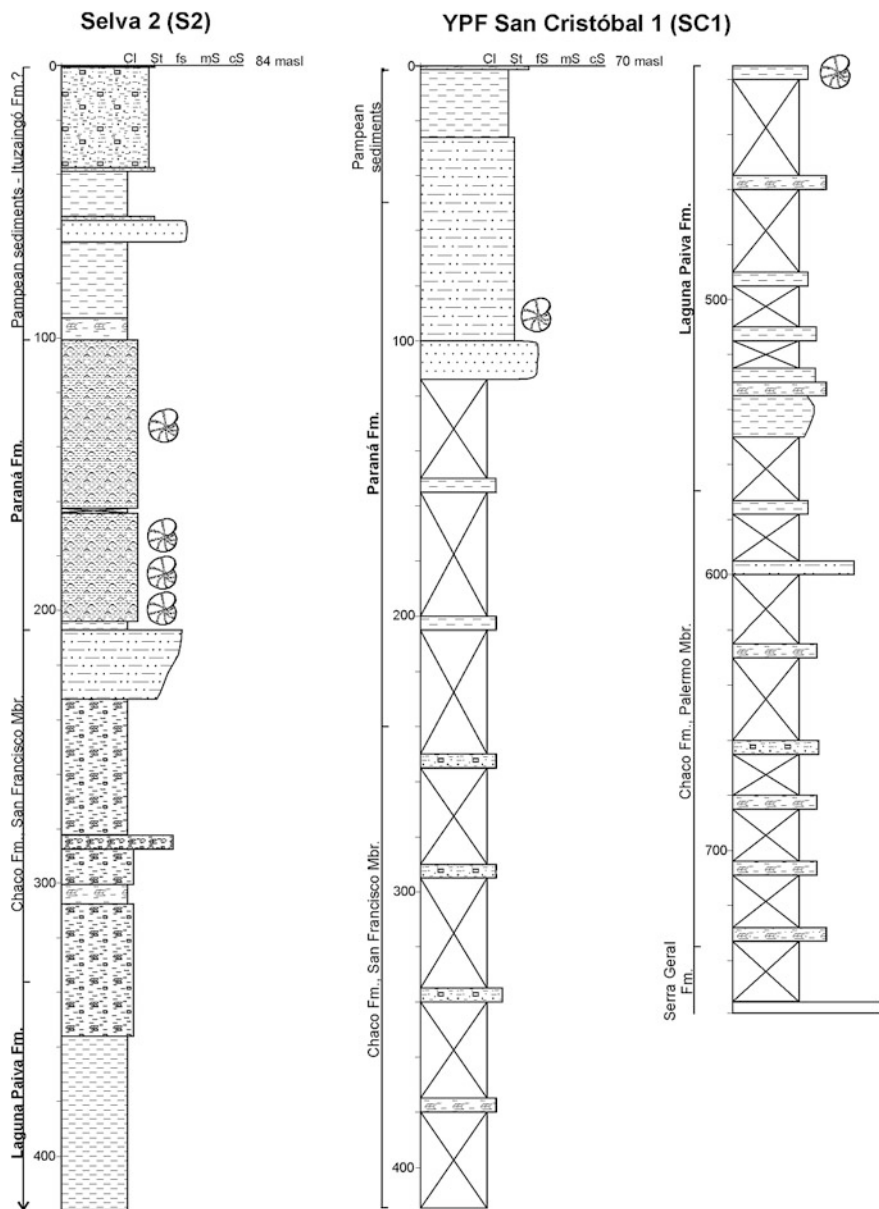 Selva 2 (S2)
YPF San Cristóbal 1 (SC1)
0 Cl St fs mS cS 84 masl
0 Cl St fS mS cS 70 masl
Pampean sediments - Ituzaingó Fm.?
100
Paraná Fm.
200
Chaco Fm., San Francisco Mbr.
300
Laguna Paiva Fm.
400
Pampean
sediments
100
Paraná Fm.
200
Chaco Fm., San Francisco Mbr.
300
400
Laguna Paiva Fm.
500
Chaco Fm., Palermo Mbr.
600
700
Serra Geral
Fm.